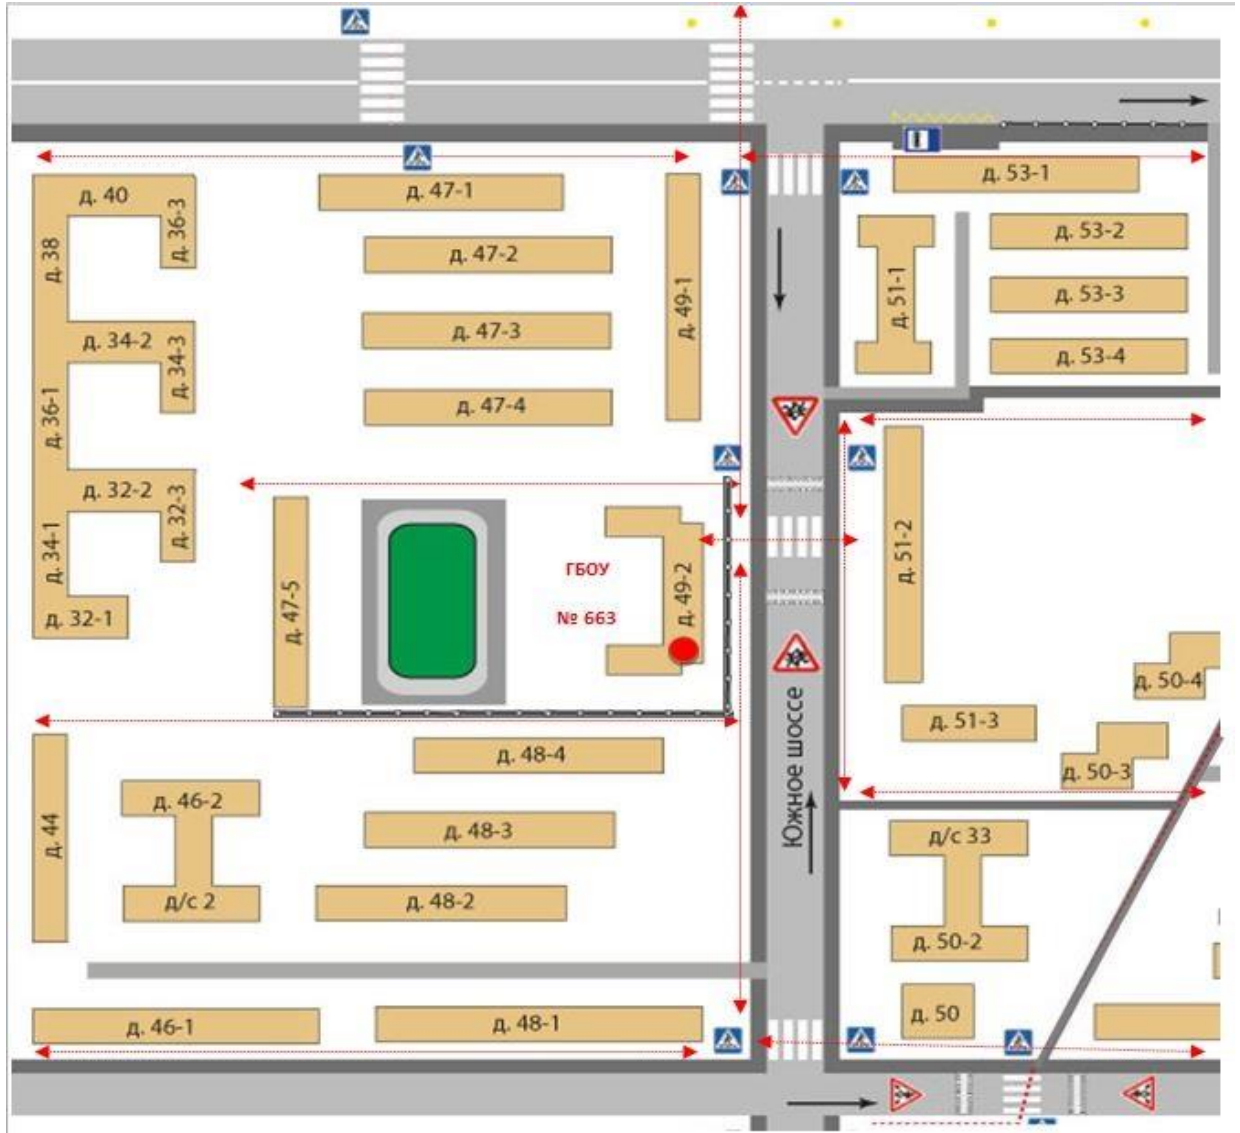 д. 40
д. 36-3
д. 38
д. 34-2
д. 34-3
д. 36-1
д. 32-2
д. 32-3
д. 34-1
д. 32-1
д. 47-1
д. 47-2
д. 47-3
д. 47-4
д. 49-1
д. 53-1
д. 53-2
д. 53-3
д. 53-4
д. 51-1
д. 47-5
ГБОУ
№ 663
д. 49-2
д. 51-2
д. 50-4
д. 51-3
д. 50-3
Южное шоссе
д. 44
д. 46-2
д/с 2
д. 48-4
д. 48-3
д. 48-2
д/с 33
д. 50-2
д. 50
д. 46-1
д. 48-1